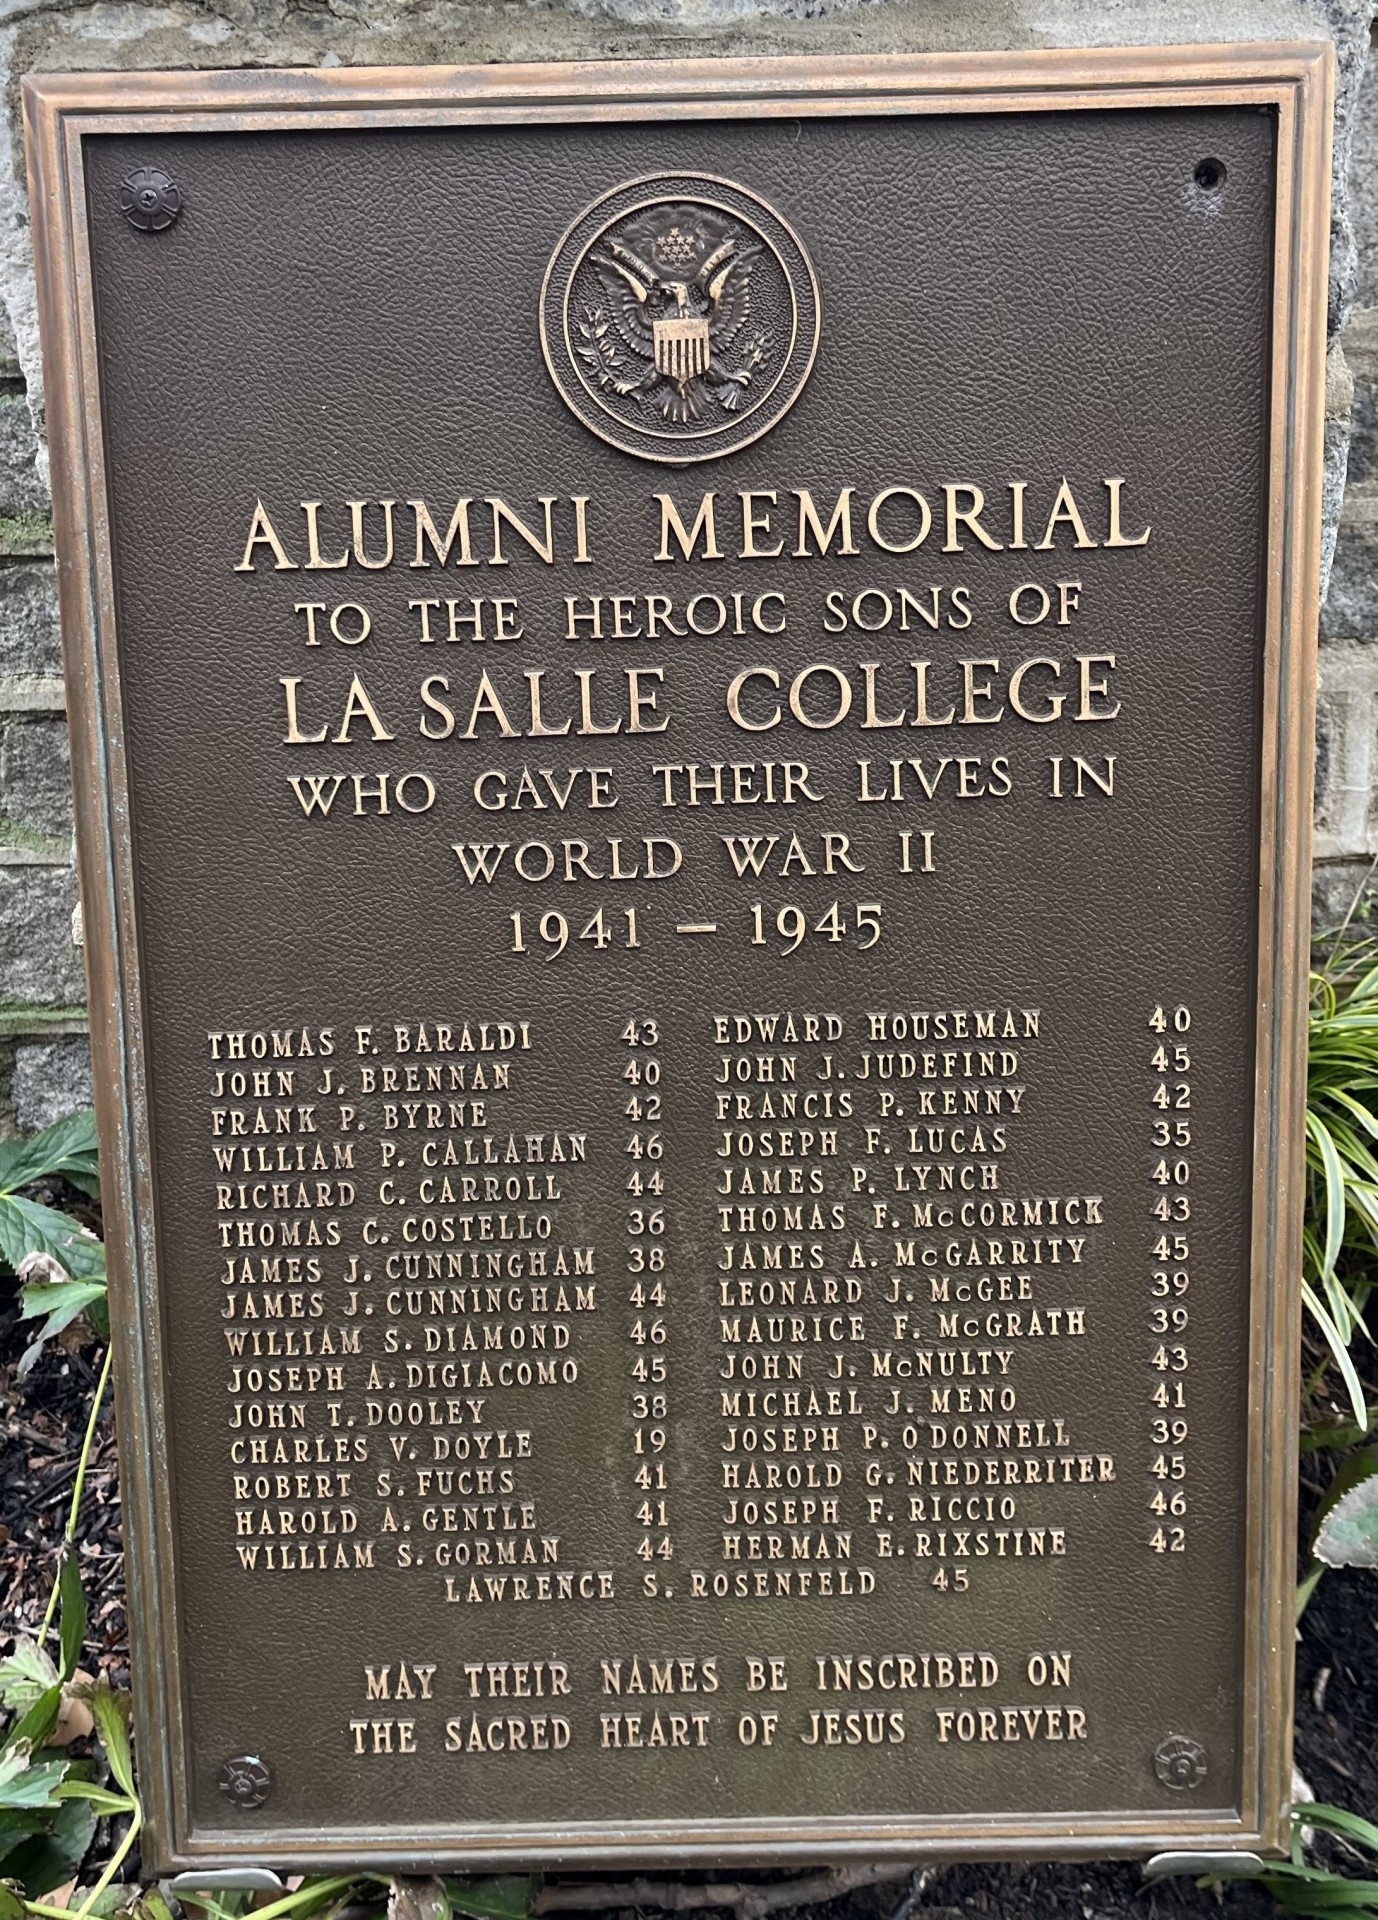 ALUMNI MEMORIAL
TO THE HEROIC SONS OF
LA SALLE COLLEGE
WHO GAVE THEIR LIVES IN
WORLD WAR II
1941 – 1945
THOMAS F. BARALDI 43
JOHN J. BRENNAN 40
FRANK P. BYRNE 42
WILLIAM P. CALLAHAN 46
RICHARD C. CARROLL 44
THOMAS C. COSTELLO 36
JAMES J. CUNNINGHAM 38
JAMES J. CUNNINGHAM 44
WILLIAM S. DIAMOND 46
JOSEPH A. DIGIACOMO 45
JOHN T. DOOLEY 38
CHARLES V. DOYLE 19
ROBERT S. FUCHS 41
HAROLD A. GENTLE 41
WILLIAM S. GORMAN 44
EDWARD HOUSEMAN 40
JOHN J. JUDEFIND 45
FRANCIS P. KENNY 42
JOSEPH F. LUCAS 35
JAMES P. LYNCH 40
THOMAS F. McCORMICK 43
JAMES A. McGARRITY 45
LEONARD J. McGEE 39
MAURICE F. McGRATH 39
JOHN J. McNULTY 43
MICHAEL J. MENO 41
JOSEPH P. O'DONNELL 39
HAROLD G. NIEDERRITER 45
JOSEPH F. RICCIO 46
HERMAN E. RIXSTINE 42
LAWRENCE S. ROSENFELD 45
MAY THEIR NAMES BE INSCRIBED ON
THE SACRED HEART OF JESUS FOREVER